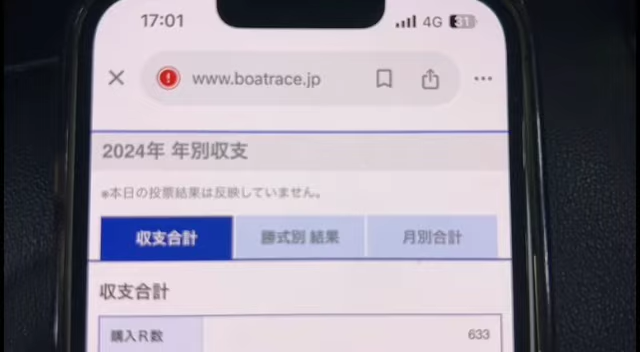 17:01 4G 31
www.boatrace.jp
2024年 年別収支
※本日の投票結果は反映していません。
収支合計 勝式別 結果 月別合計
収支合計
購入R数 633